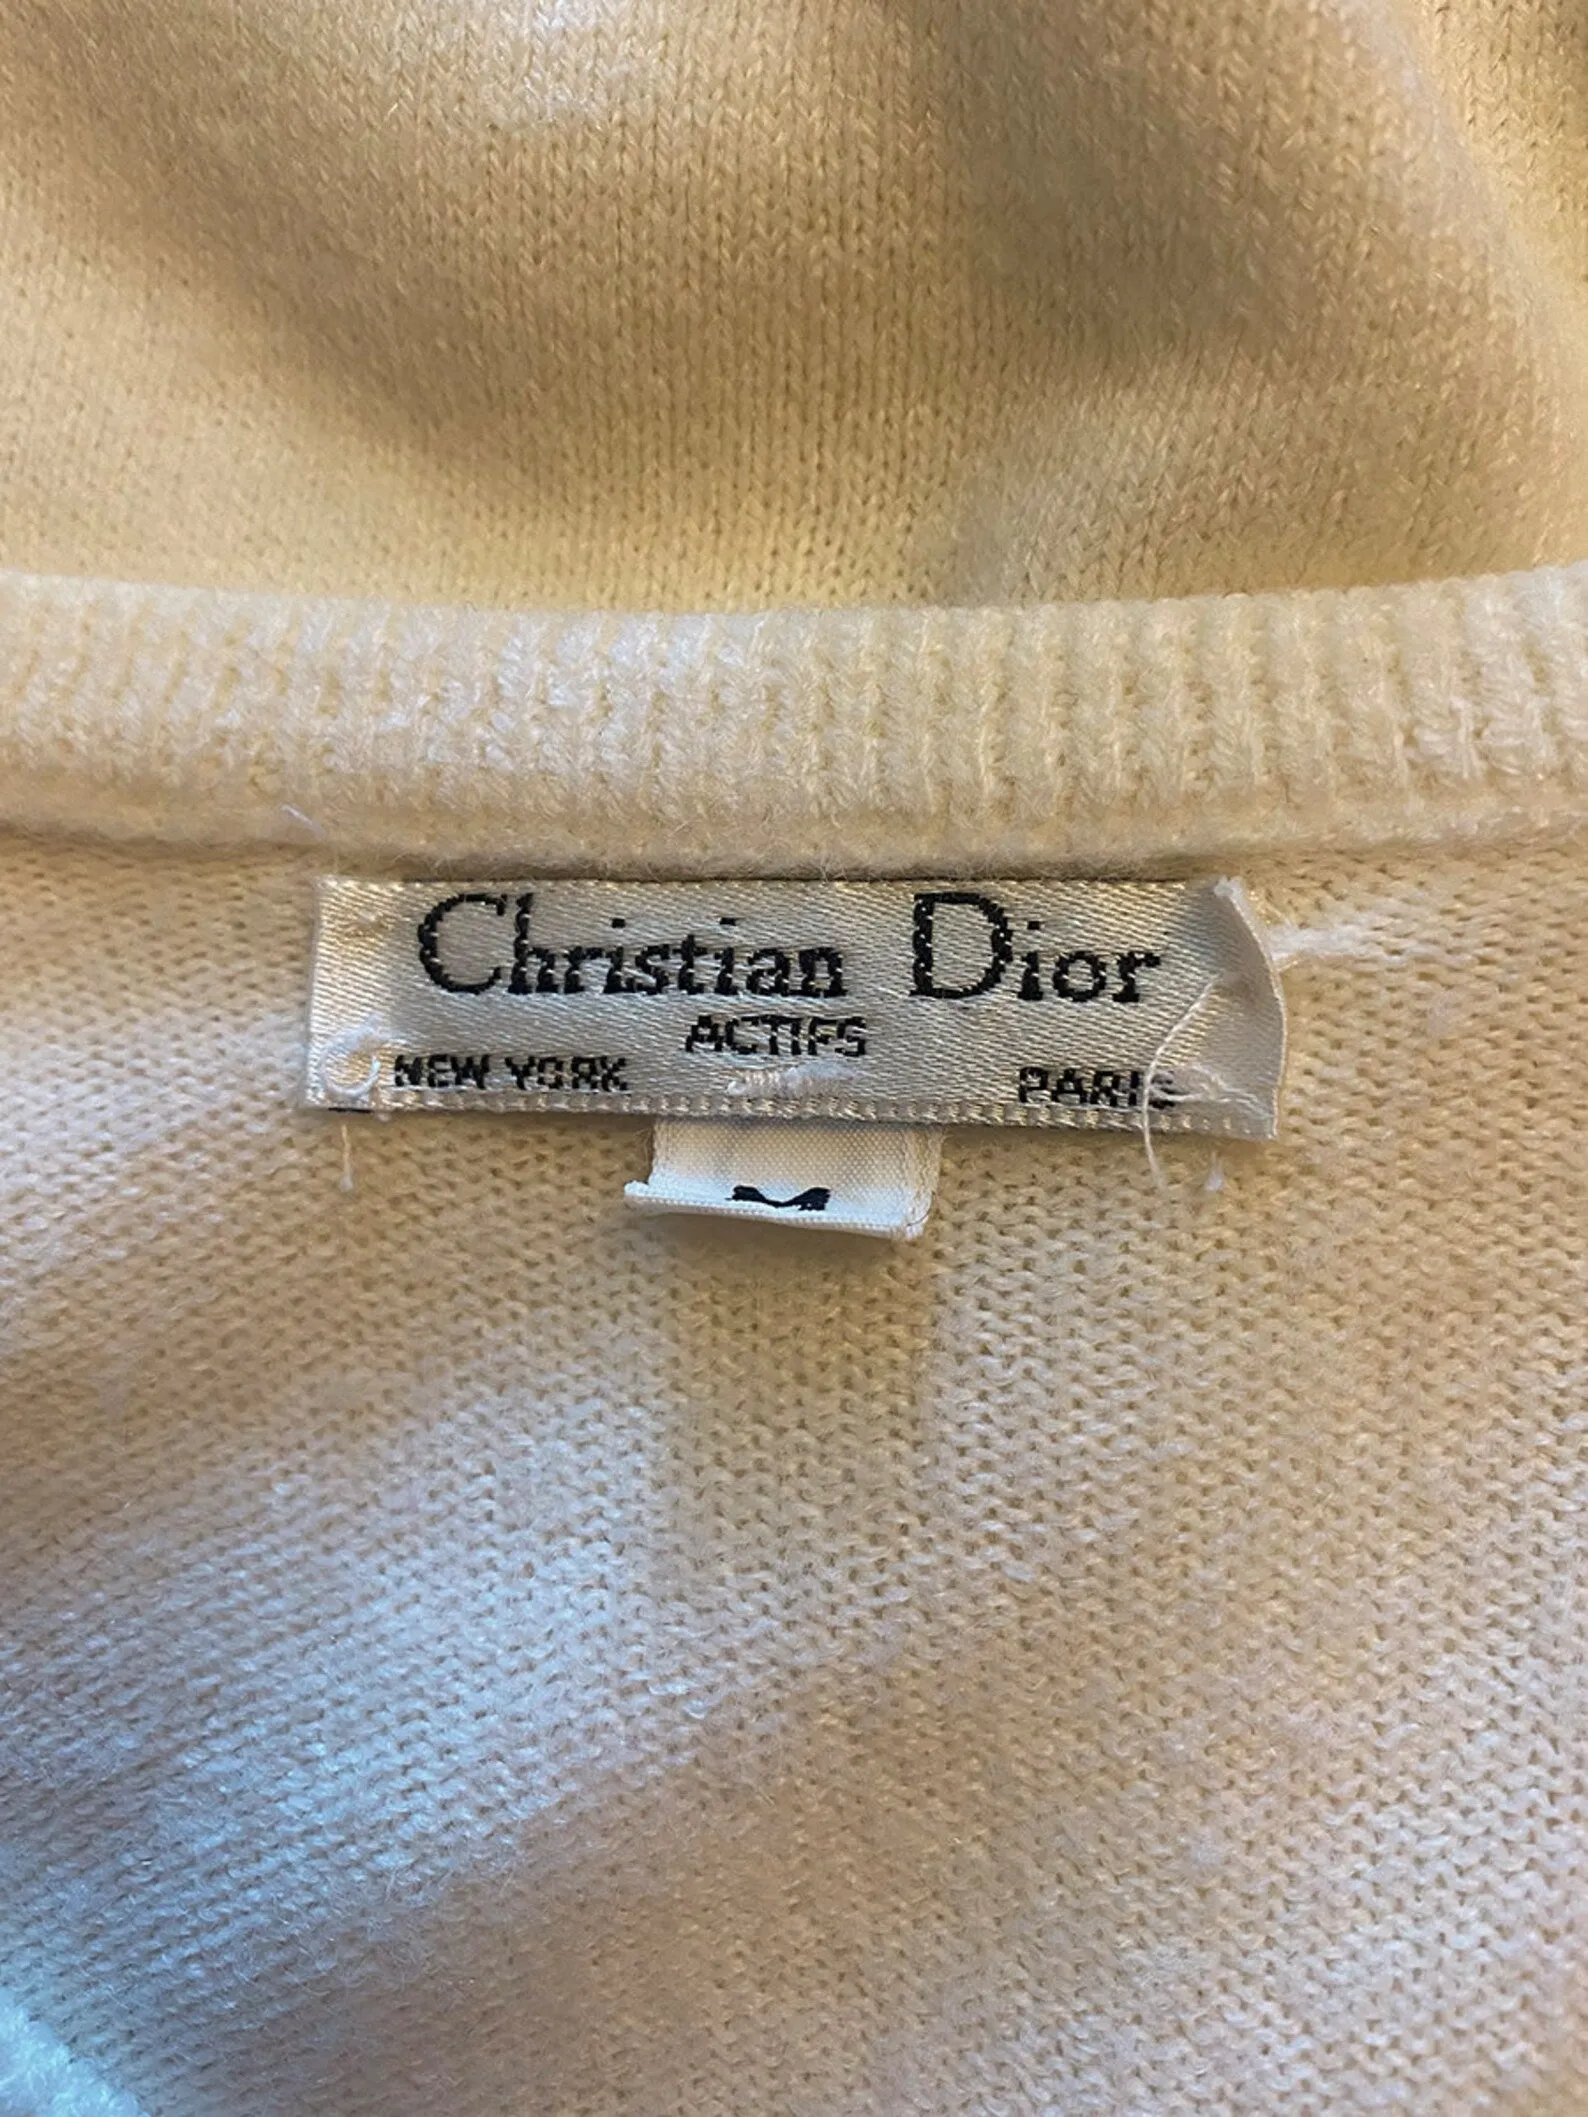 Christian Dior
ACTIFS
NEW YORK PARIS
M